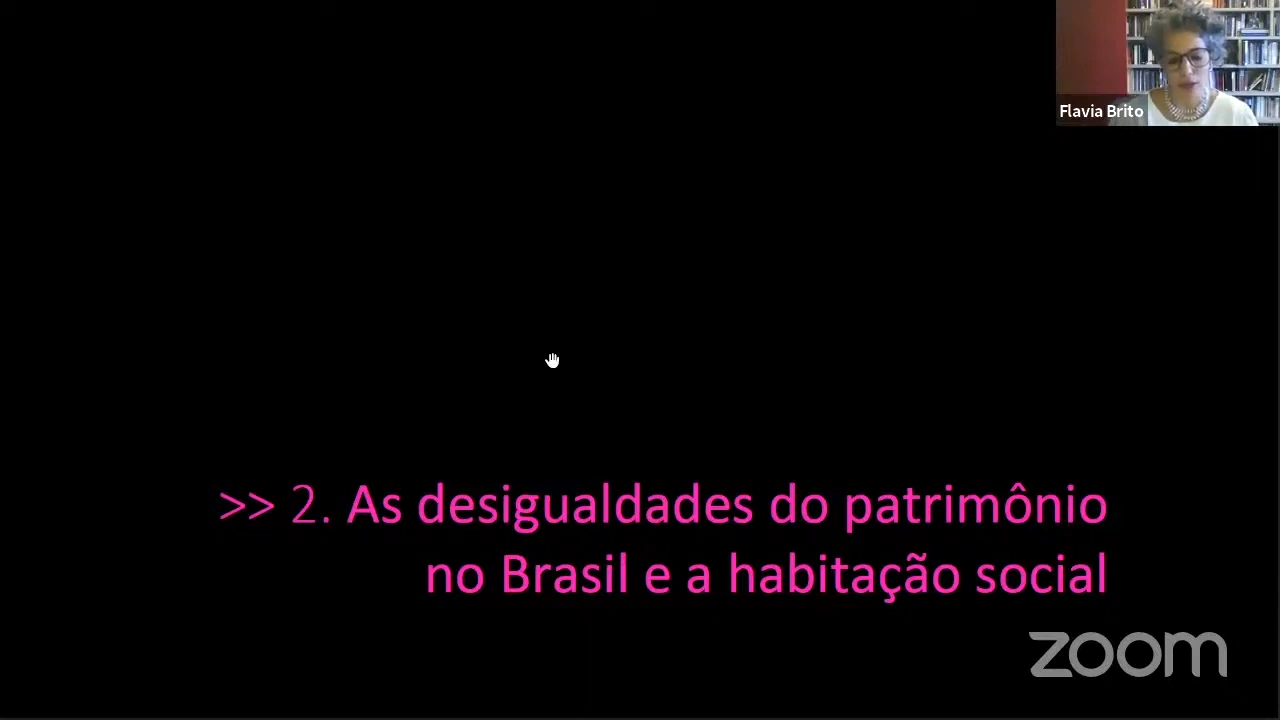 Flavia Brito
>> 2. As desigualdades do patrimônio
no Brasil e a habitação social
zoom